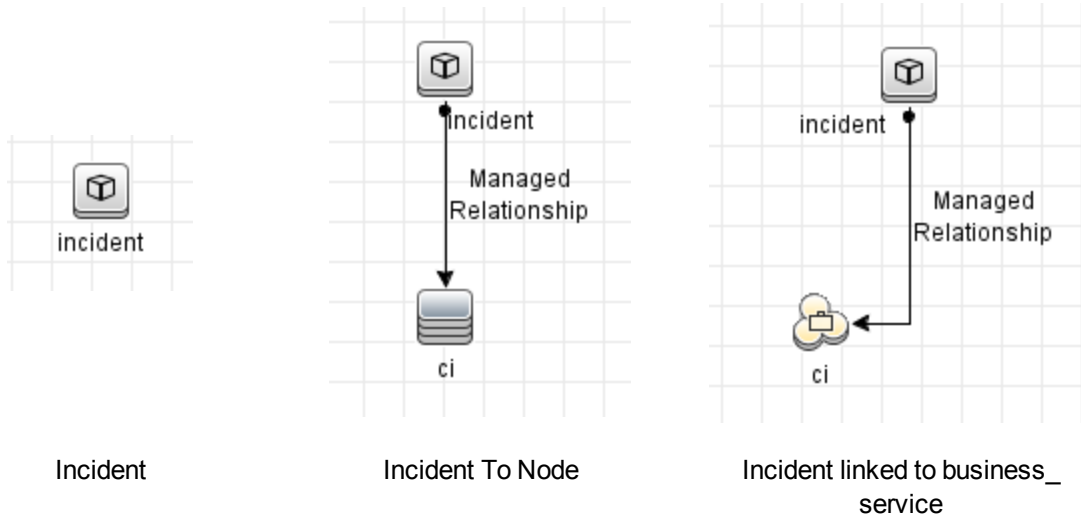 incident
Incident
incident
Managed
Relationship
ci
Incident To Node
incident
Managed
Relationship
ci
Incident linked to business_
service